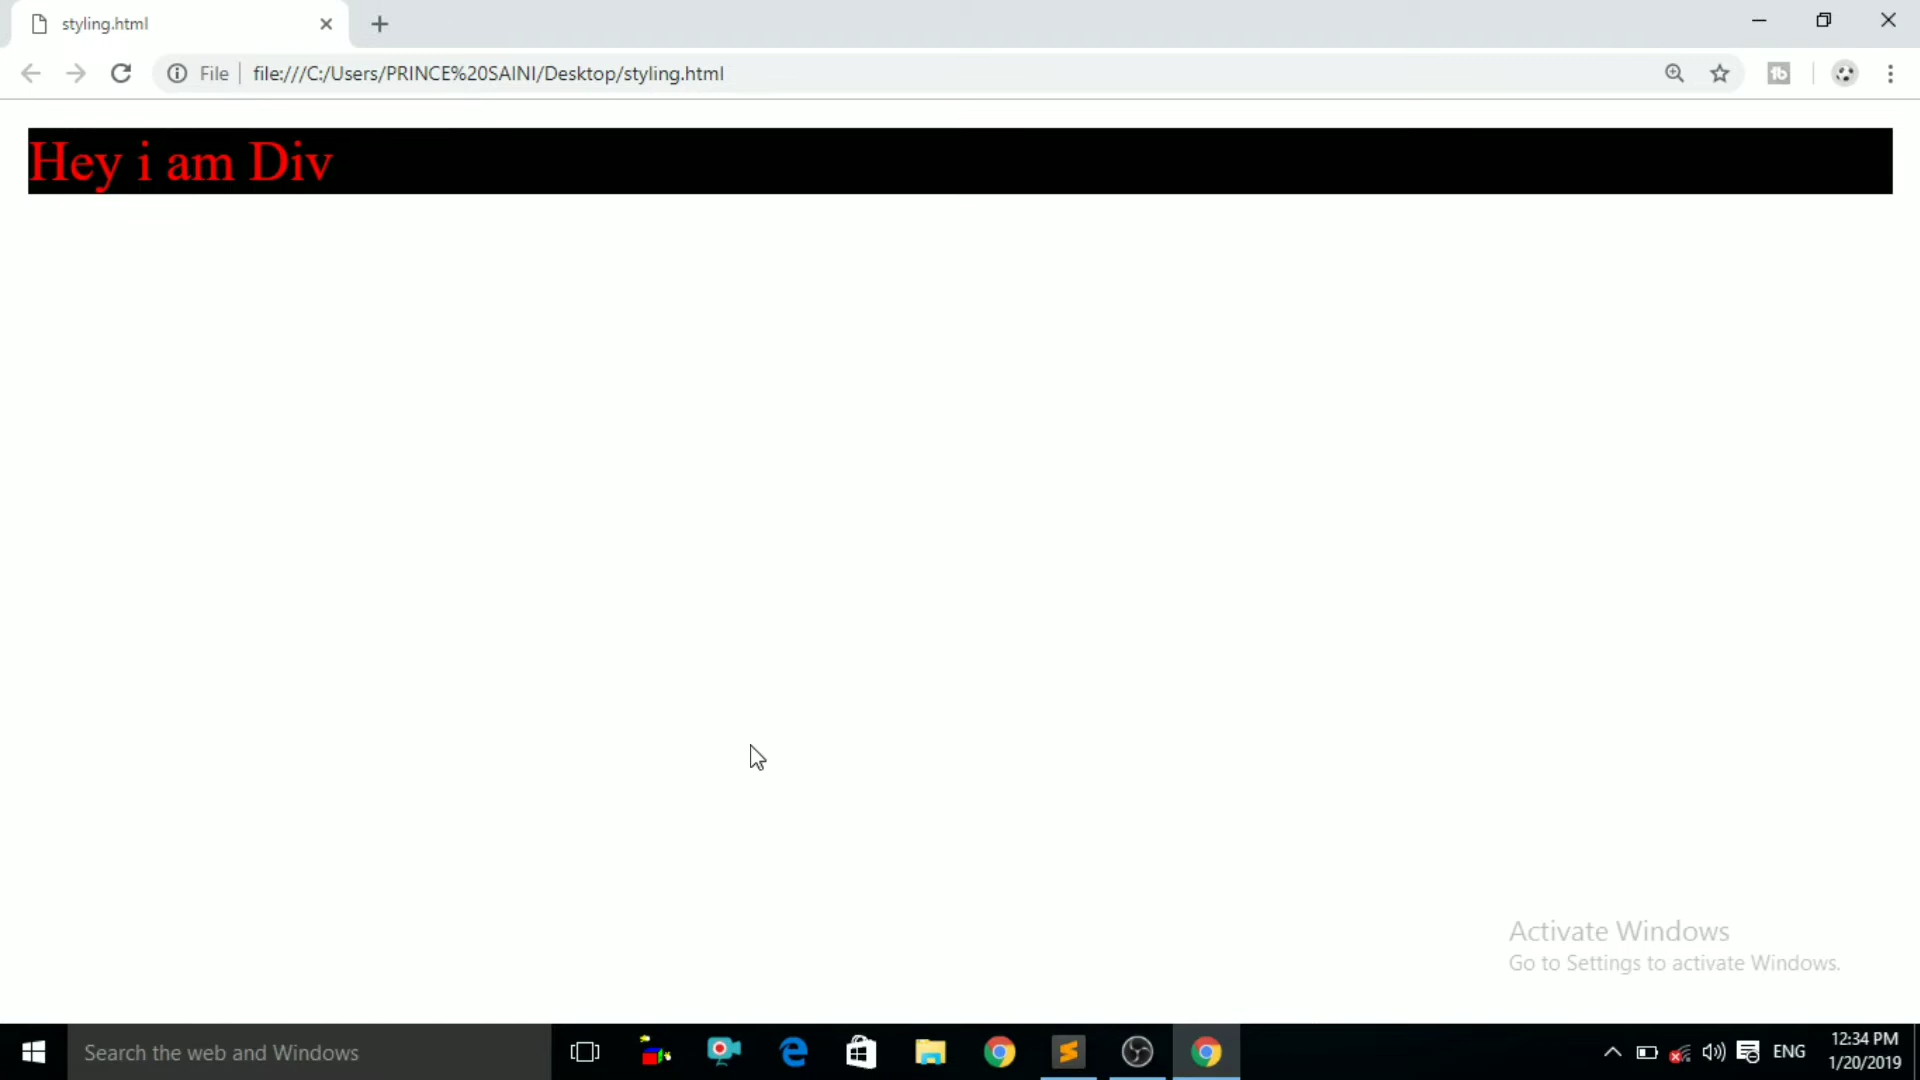 styling.html
File
file:///C:/Users/PRINCE%20SAINI/Desktop/styling.html
Hey i am Div
Activate Windows
Go to Settings to activate Windows.
Search the web and Windows
ENG
12:34 PM
1/20/2019